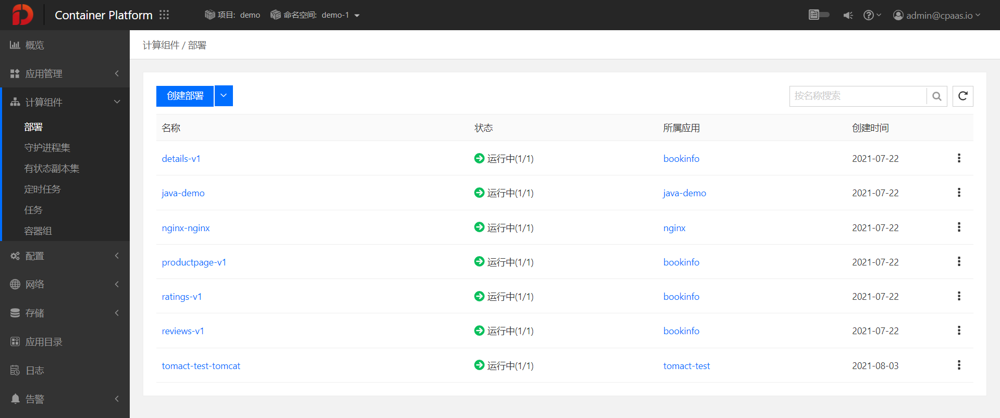 Container Platform
项目: demo
命名空间: demo-1
admin@cpaas.io
概览
应用管理
计算组件
部署
守护进程集
有状态副本集
定时任务
任务
容器组
配置
网络
存储
应用目录
日志
告警
计算组件 / 部署
创建部署
按名称搜索
名称 状态 所属应用 创建时间
details-v1 运行中(1/1) bookinfo 2021-07-22
java-demo 运行中(1/1) java-demo 2021-07-22
nginx-nginx 运行中(1/1) nginx 2021-07-22
productpage-v1 运行中(1/1) bookinfo 2021-07-22
ratings-v1 运行中(1/1) bookinfo 2021-07-22
reviews-v1 运行中(1/1) bookinfo 2021-07-22
tomact-test-tomcat 运行中(1/1) tomact-test 2021-08-03